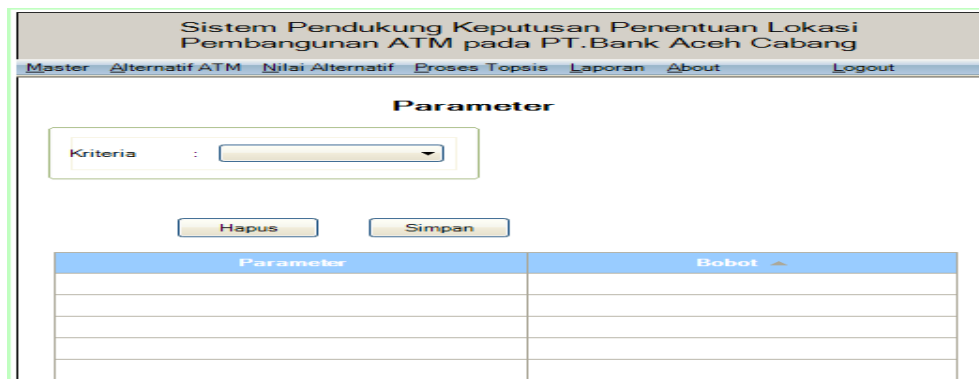 Sistem Pendukung Keputusan Penentuan Lokasi
Pembangunan ATM pada PT.Bank Aceh Cabang
Master Alternatif ATM Nilai Alternatif Proses Topsis Laporan About Logout
Parameter
Kriteria :
Hapus Simpan
Parameter Bobot